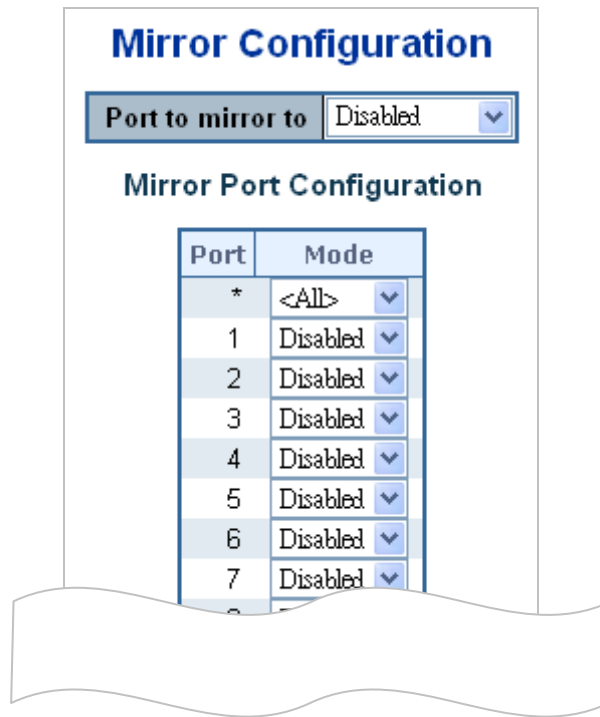 Mirror Configuration
Port to mirror to Disabled
Mirror Port Configuration
Port Mode
* <All>
1 Disabled
2 Disabled
3 Disabled
4 Disabled
5 Disabled
6 Disabled
7 Disabled